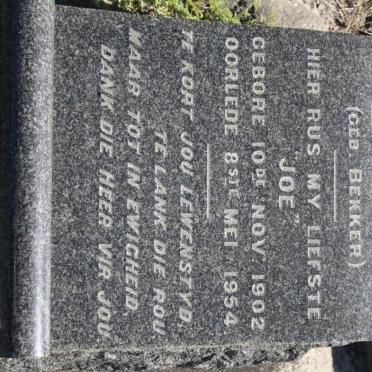 (GEB BEKKER)
HIER RUS MY LIEFSTE
"JOE"
GEBORE 10DE NOV 1902
OORLEDE 8STE MEI 1954
TE KORT JOU LEWENSTYD,
TE LANK DIE ROU
MAAR TOT IN EWIGHEID,
DANK DIE HEER VIR JOU